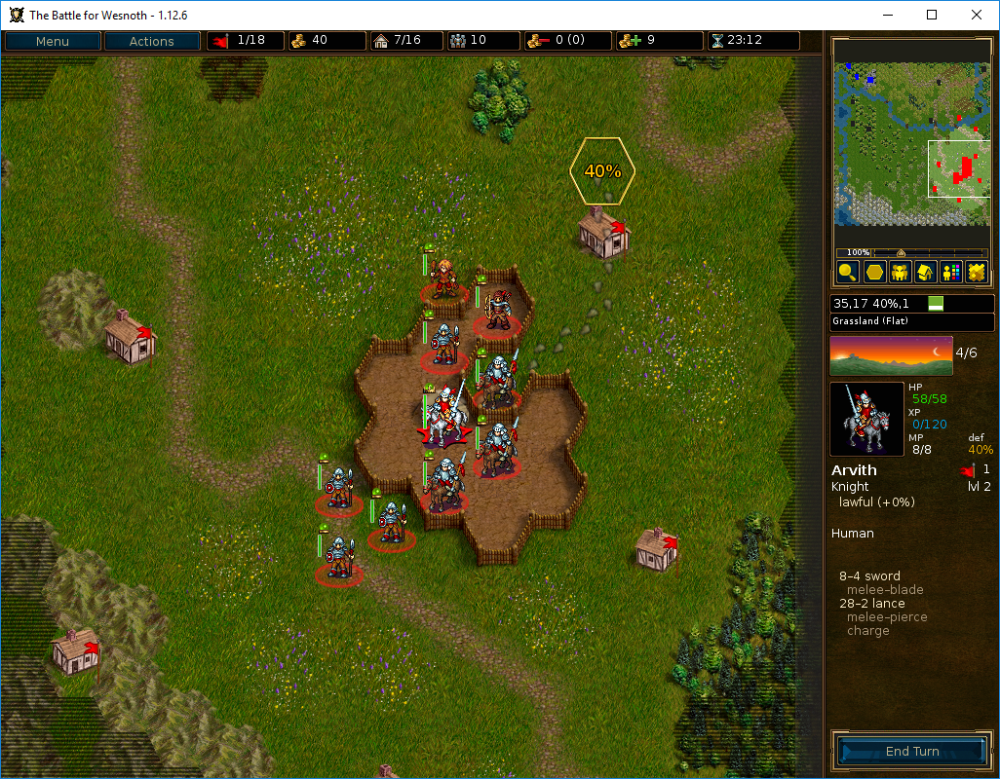 The Battle for Wesnoth - 1.12.6
Menu
Actions
1/18
40
7/16
10
0 (0)
9
23:12
40%
100%
35,17 40%,1
Grassland (Flat)
4/6
HP
58/58
XP
0/120
MP
def
8/8
40%
Arvith
1
Knight
lvl 2
lawful (+0%)
Human
8–4 sword
melee–blade
28–2 lance
melee–pierce
charge
End Turn